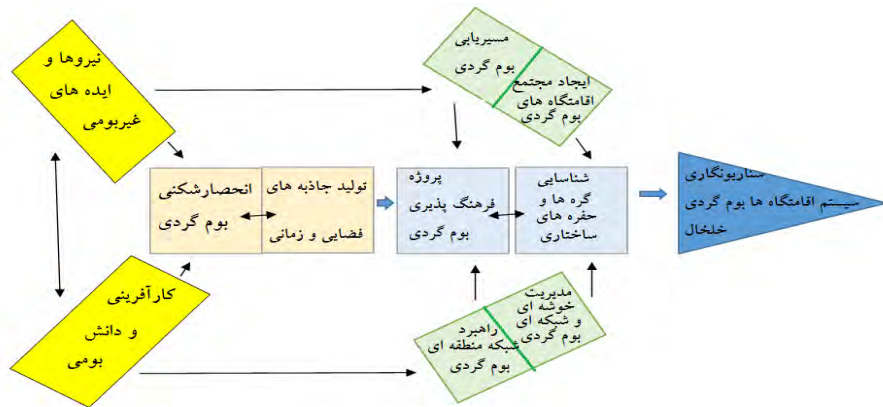 نیروها و
ایده های
غیربومی
مسیریابی
بوم گردی
ایجاد مجتمع
اقامتگاه های
بوم گردی
انحصارشکنی
بوم گردی
تولید جاذبه های
فضایی و زمانی
پروژه
فرهنگ پذیری
بوم گردی
شناسایی
گره ها و
حفره های
ساختاری
سناریونگاری
سیستم اقامتگاه ها بوم گردی
خلخال
کارآفرینی
و دانش
بومی
راهبرد
شبکه منطقه ای
بوم گردی
مدیریت
خوشه ای
و شبکه ای
بوم گردی